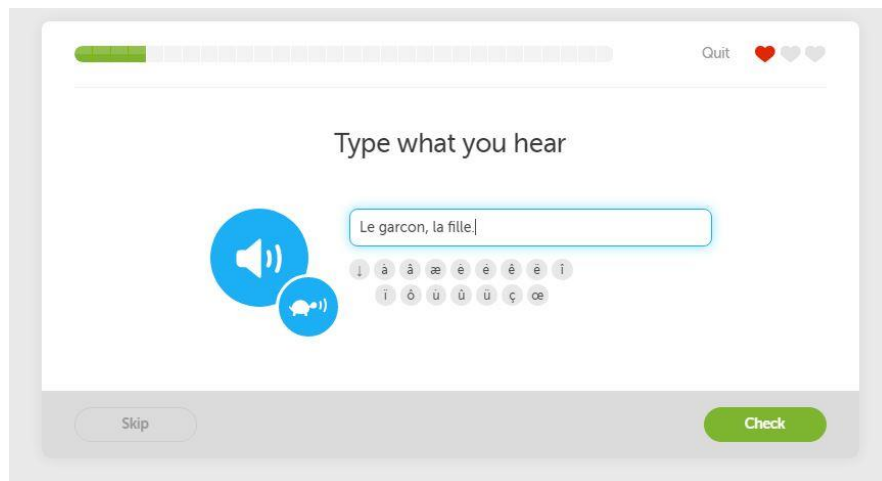 Quit
Type what you hear
Le garcon, la fille.
↓ à â æ è é ê ë î
ï ô ù û ü ç œ
Skip
Check